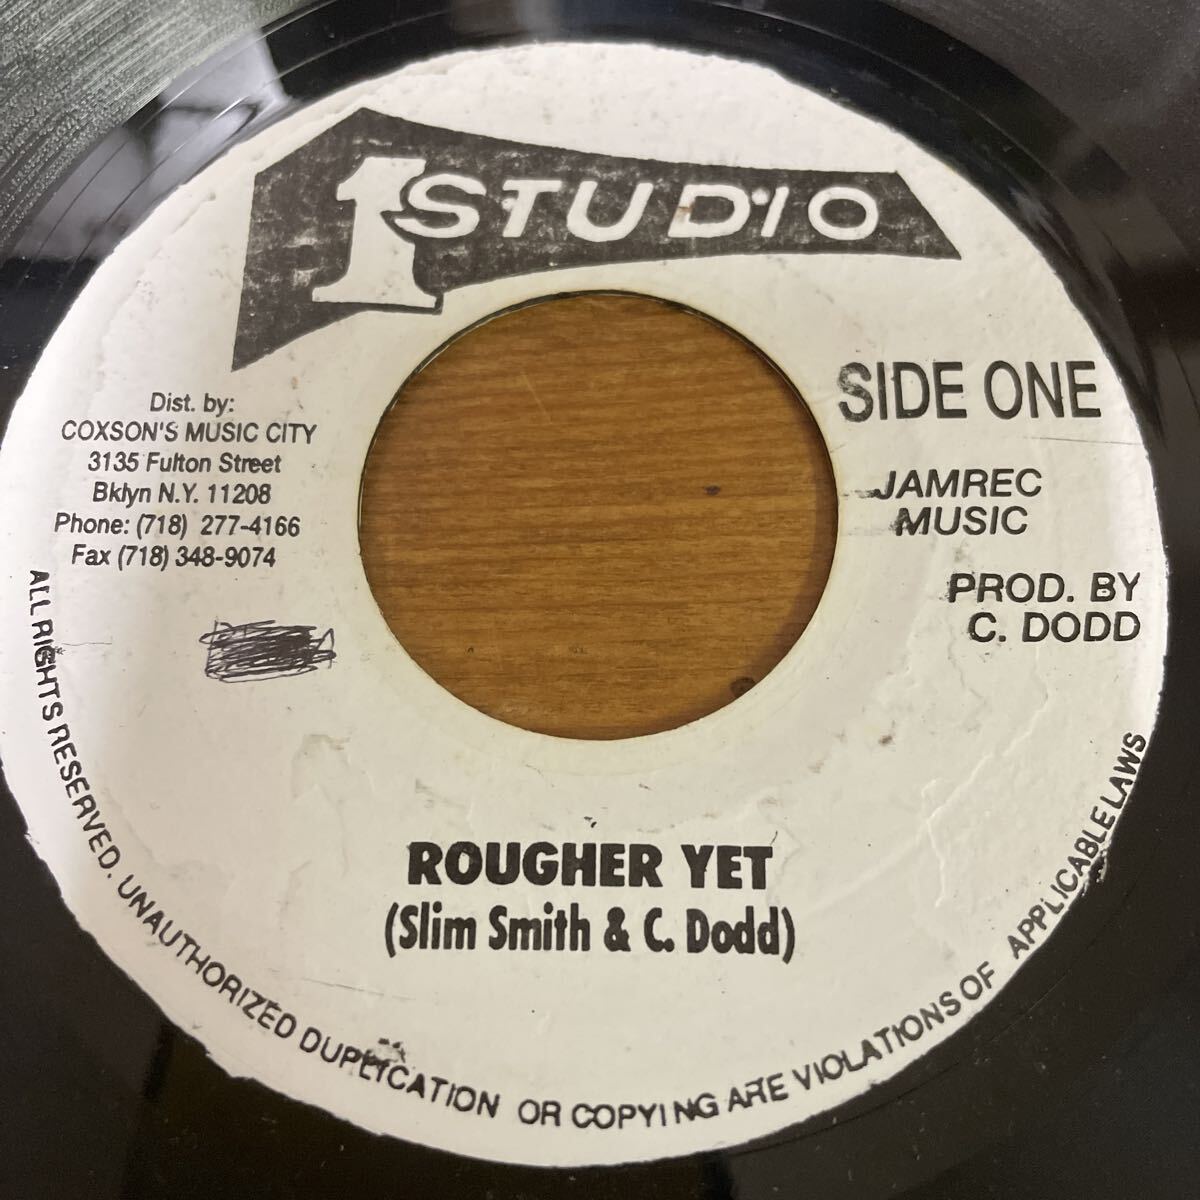 1 STUDIO
SIDE ONE
Dist. by:
COXSON'S MUSIC CITY
3135 Fulton Street
Bklyn N.Y. 11208
Phone: (718) 277-4166
Fax (718) 348-9074
JAMREC
MUSIC
PROD. BY
C. DODD
ROUGHER YET
(Slim Smith & C. Dodd)
ALL RIGHTS RESERVED. UNAUTHORIZED DUPLICATION OR COPYING ARE VIOLATIONS OF APPLICABLE LAWS